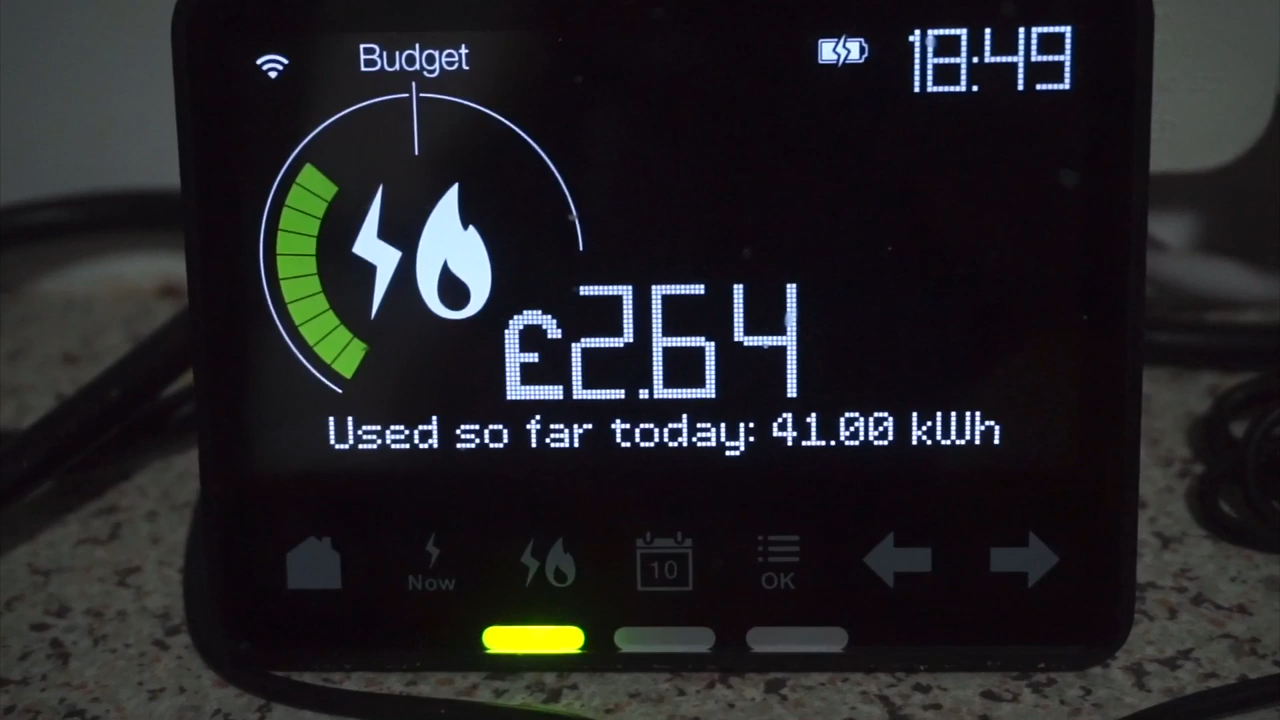 Budget
18:49
£2.64
Used so far today: 41.00 kWh
Now
10
OK